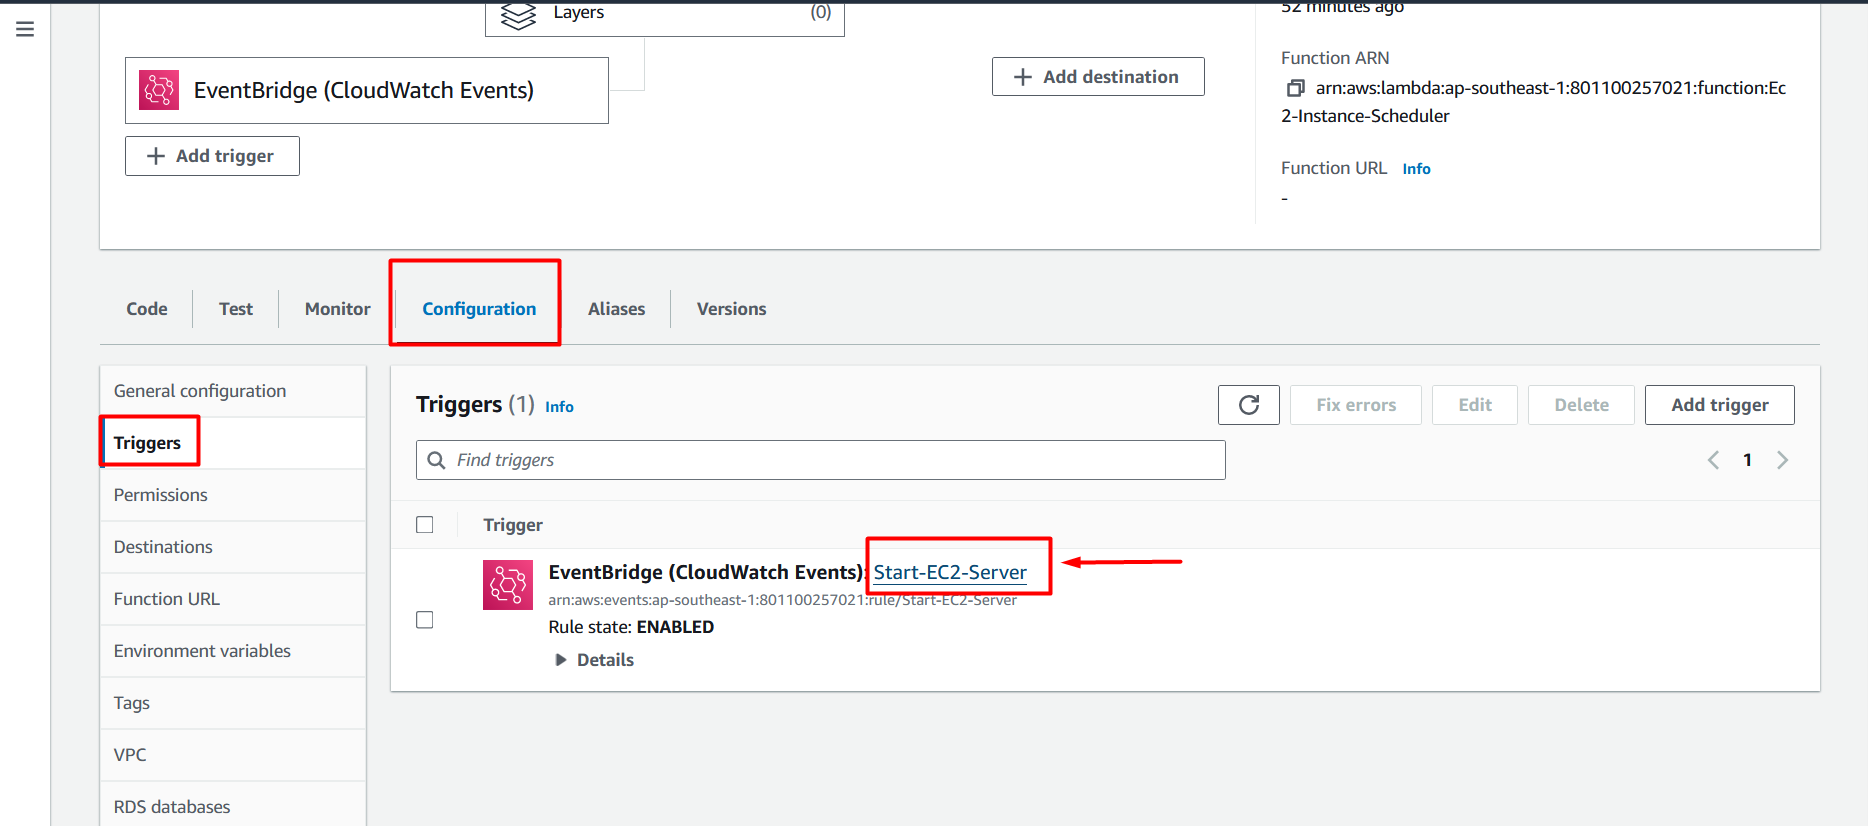 Layers (0)
52 minutes ago
EventBridge (CloudWatch Events)
Add destination
Add trigger
Function ARN
arn:aws:lambda:ap-southeast-1:801100257021:function:Ec
2-Instance-Scheduler
Function URL Info
-
Code Test Monitor Configuration Aliases Versions
General configuration
Triggers
Permissions
Destinations
Function URL
Environment variables
Tags
VPC
RDS databases
Triggers (1) Info
Fix errors Edit Delete Add trigger
Find triggers
1
Trigger
EventBridge (CloudWatch Events): Start-EC2-Server
arn:aws:events:ap-southeast-1:801100257021:rule/Start-EC2-Server
Rule state: ENABLED
Details